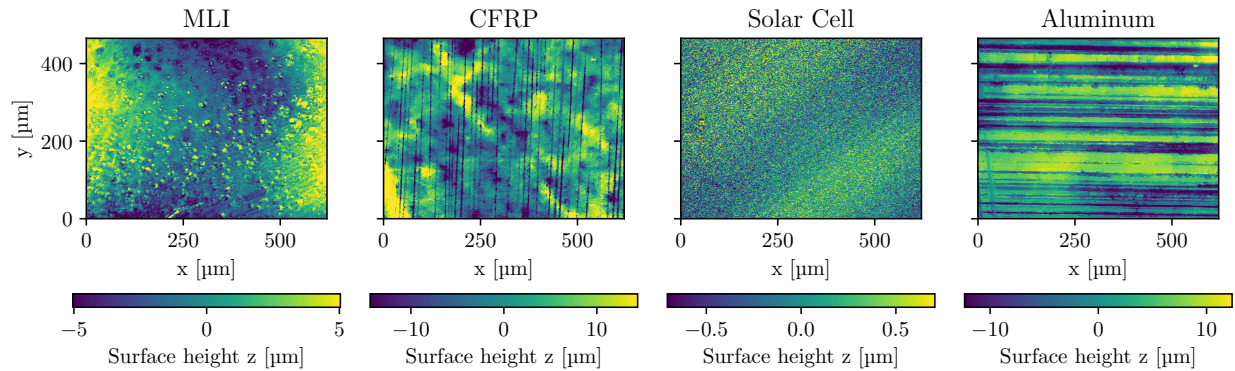 MLI CFRP Solar Cell Aluminum
y [µm]
400
200
0
0 250 500 0 250 500 0 250 500 0 250 500
x [µm] x [µm] x [µm] x [µm]
−5 0 5 −10 0 10 −0.5 0.0 0.5 −10 0 10
Surface height z [µm] Surface height z [µm] Surface height z [µm] Surface height z [µm]